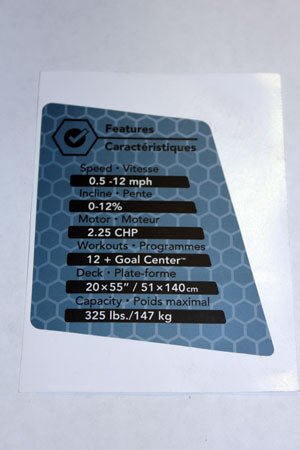 Features
Caractéristiques
Speed · Vitesse
0.5 -12 mph
Incline · Pente
0-12%
Motor · Moteur
2.25 CHP
Workouts · Programmes
12 + Goal Center™
Deck · Plate-forme
20×55” / 51×140cm
Capacity · Poids maximal
325 lbs./147 kg